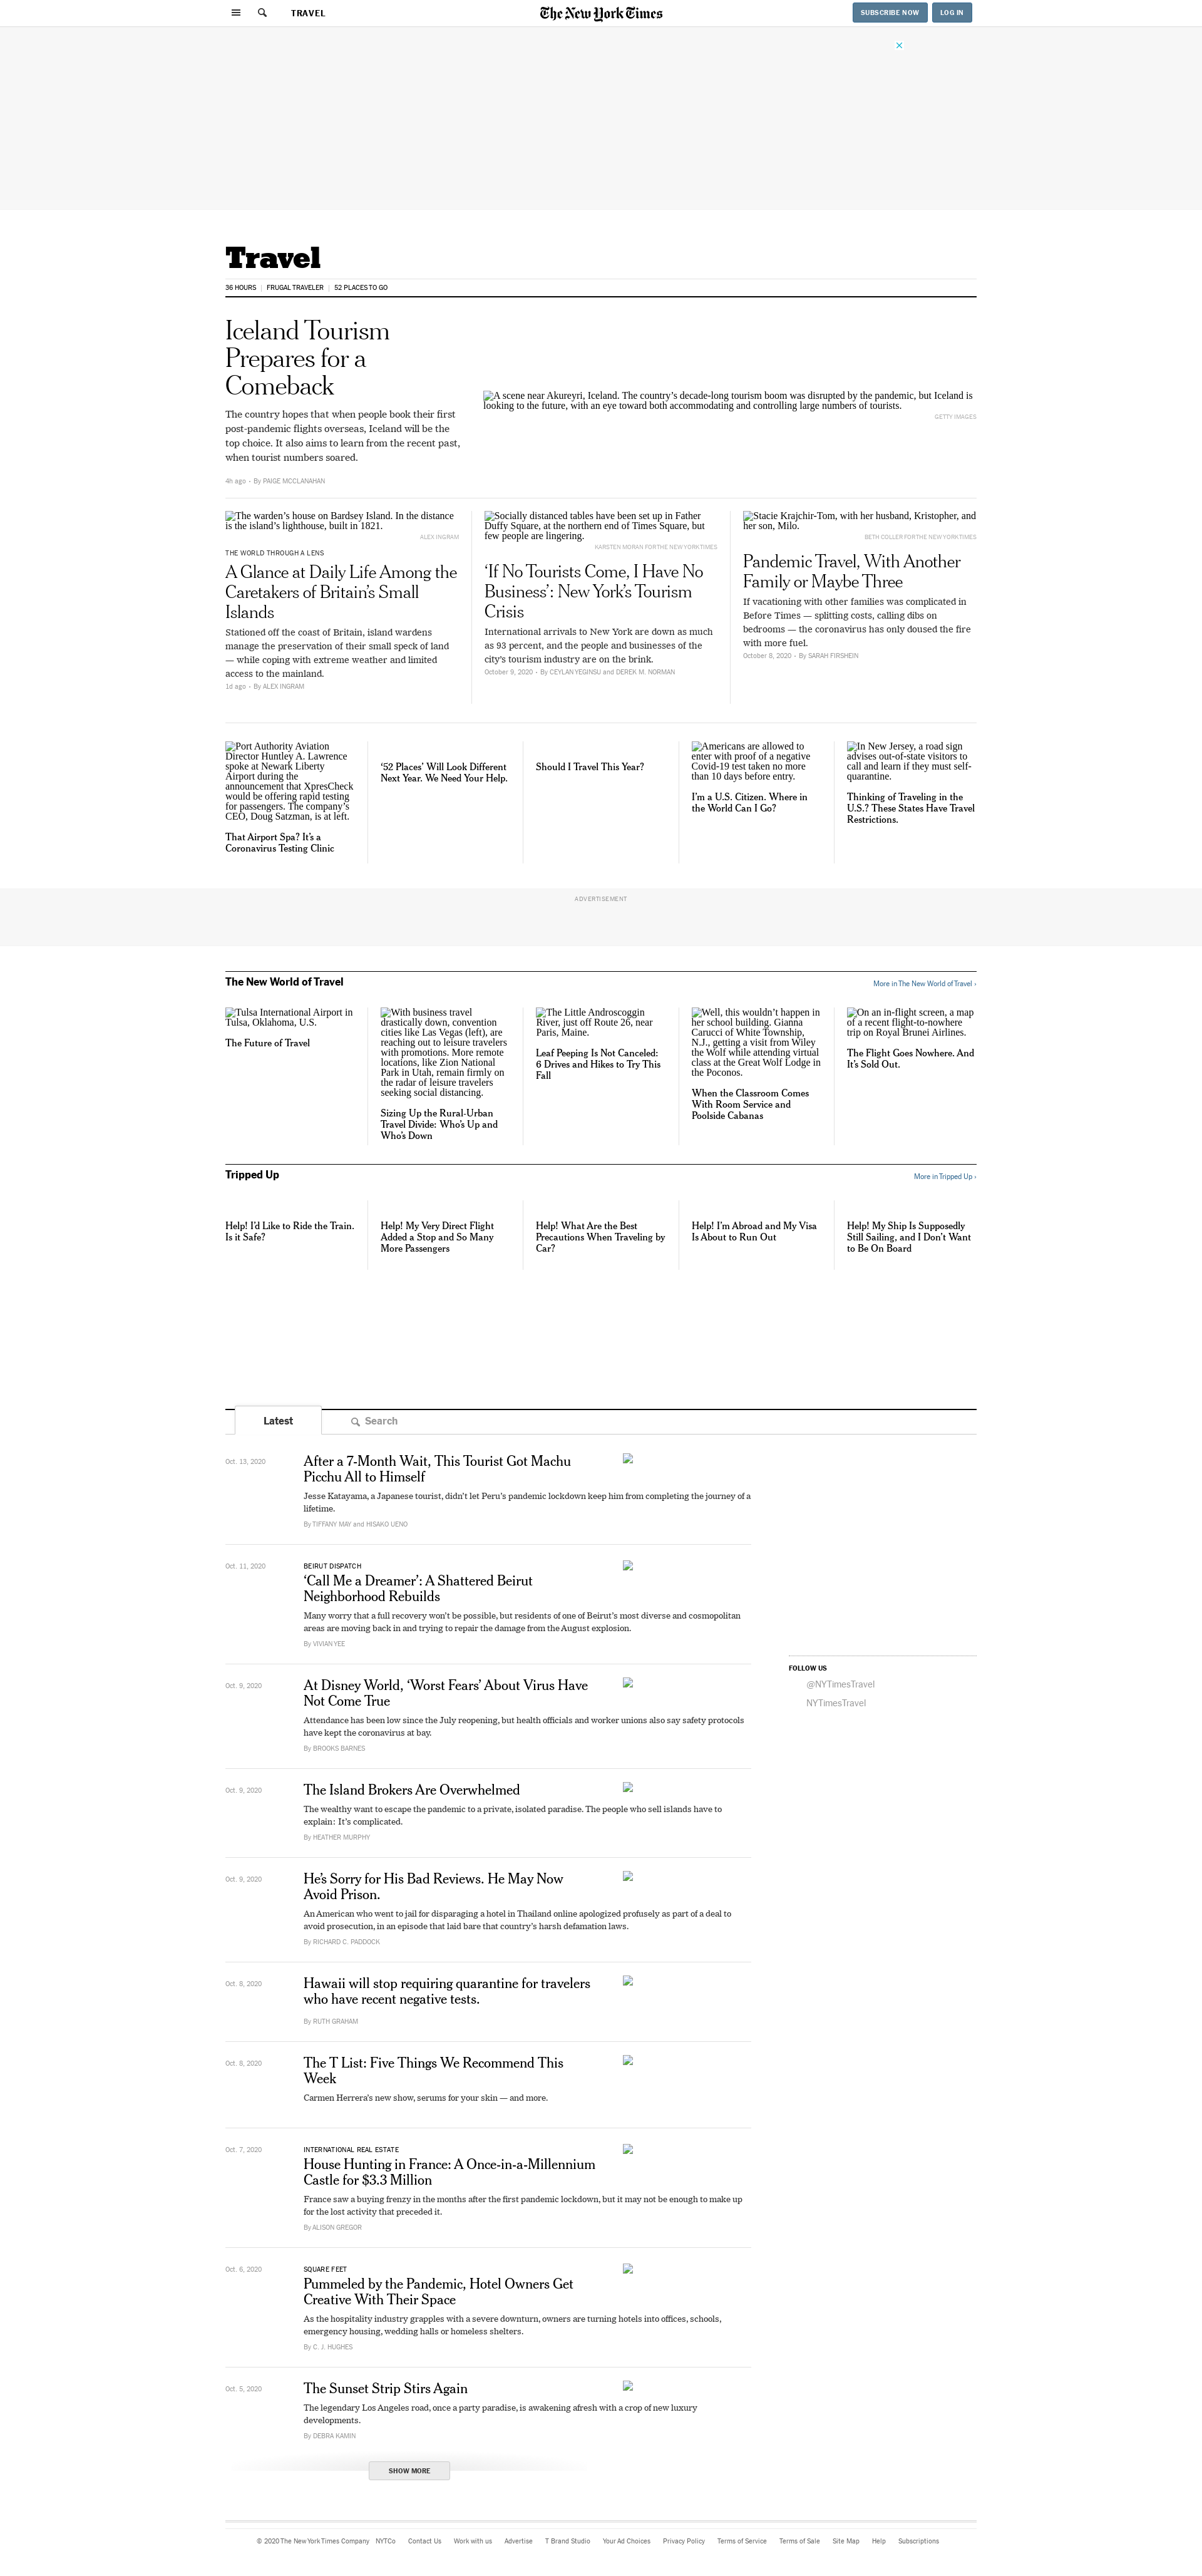 TRAVEL
The New York Times
SUBSCRIBE NOW
LOG IN
Travel
36 HOURS
FRUGAL TRAVELER
52 PLACES TO GO
Iceland Tourism
Prepares for a
Comeback
The country hopes that when people book their first
post-pandemic flights overseas, Iceland will be the
top choice. It also aims to learn from the recent past,
when tourist numbers soared.
4h ago • By PAIGE MCCLANAHAN
A scene near Akureyri, Iceland. The country’s decade-long tourism boom was disrupted by the pandemic, but Iceland is
looking to the future, with an eye toward both accommodating and controlling large numbers of tourists.
GETTY IMAGES
The warden’s house on Bardsey Island. In the distance
is the island’s lighthouse, built in 1821.
ALEX INGRAM
THE WORLD THROUGH A LENS
A Glance at Daily Life Among the
Caretakers of Britain’s Small
Islands
Stationed off the coast of Britain, island wardens
manage the preservation of their small speck of land
— while coping with extreme weather and limited
access to the mainland.
1d ago • By ALEX INGRAM
Socially distanced tables have been set up in Father
Duffy Square, at the northern end of Times Square, but
few people are lingering.
KARSTEN MORAN FOR THE NEW YORK TIMES
‘If No Tourists Come, I Have No
Business’: New York’s Tourism
Crisis
International arrivals to New York are down as much
as 93 percent, and the people and businesses of the
city’s tourism industry are on the brink.
October 9, 2020 • By CEYLAN YEGINSU and DEREK M. NORMAN
Stacie Krajchir-Tom, with her husband, Kristopher, and
her son, Milo.
BETH COLLER FOR THE NEW YORK TIMES
Pandemic Travel, With Another
Family or Maybe Three
If vacationing with other families was complicated in
Before Times — splitting costs, calling dibs on
bedrooms — the coronavirus has only doused the fire
with more fuel.
October 8, 2020 • By SARAH FIRSHEIN
Port Authority Aviation
Director Huntley A. Lawrence
spoke at Newark Liberty
Airport during the
announcement that XpresCheck
would be offering rapid testing
for passengers. The company’s
CEO, Doug Satzman, is at left.
That Airport Spa? It’s a
Coronavirus Testing Clinic
‘52 Places’ Will Look Different
Next Year. We Need Your Help.
Should I Travel This Year?
Americans are allowed to
enter with proof of a negative
Covid-19 test taken no more
than 10 days before entry.
I’m a U.S. Citizen. Where in
the World Can I Go?
In New Jersey, a road sign
advises out-of-state visitors to
call and learn if they must self-
quarantine.
Thinking of Traveling in the
U.S.? These States Have Travel
Restrictions.
ADVERTISEMENT
The New World of Travel
More in The New World of Travel ›
Tulsa International Airport in
Tulsa, Oklahoma, U.S.
The Future of Travel
With business travel
drastically down, convention
cities like Las Vegas (left), are
reaching out to leisure travelers
with promotions. More remote
locations, like Zion National
Park in Utah, remain firmly on
the radar of leisure travelers
seeking social distancing.
Sizing Up the Rural-Urban
Travel Divide: Who’s Up and
Who’s Down
The Little Androscoggin
River, just off Route 26, near
Paris, Maine.
Leaf Peeping Is Not Canceled:
6 Drives and Hikes to Try This
Fall
Well, this wouldn’t happen in
her school building. Gianna
Carucci of White Township,
N.J., getting a visit from Wiley
the Wolf while attending virtual
class at the Great Wolf Lodge in
the Poconos.
When the Classroom Comes
With Room Service and
Poolside Cabanas
On an in-flight screen, a map
of a recent flight-to-nowhere
trip on Royal Brunei Airlines.
The Flight Goes Nowhere. And
It’s Sold Out.
Tripped Up
More in Tripped Up ›
Help! I’d Like to Ride the Train.
Is it Safe?
Help! My Very Direct Flight
Added a Stop and So Many
More Passengers
Help! What Are the Best
Precautions When Traveling by
Car?
Help! I’m Abroad and My Visa
Is About to Run Out
Help! My Ship Is Supposedly
Still Sailing, and I Don’t Want
to Be On Board
Latest
Search
Oct. 13, 2020
After a 7-Month Wait, This Tourist Got Machu
Picchu All to Himself
Jesse Katayama, a Japanese tourist, didn’t let Peru’s pandemic lockdown keep him from completing the journey of a
lifetime.
By TIFFANY MAY and HISAKO UENO
Oct. 11, 2020
BEIRUT DISPATCH
‘Call Me a Dreamer’: A Shattered Beirut
Neighborhood Rebuilds
Many worry that a full recovery won’t be possible, but residents of one of Beirut’s most diverse and cosmopolitan
areas are moving back in and trying to repair the damage from the August explosion.
By VIVIAN YEE
FOLLOW US
@NYTimesTravel
NYTimesTravel
Oct. 9, 2020
At Disney World, ‘Worst Fears’ About Virus Have
Not Come True
Attendance has been low since the July reopening, but health officials and worker unions also say safety protocols
have kept the coronavirus at bay.
By BROOKS BARNES
Oct. 9, 2020
The Island Brokers Are Overwhelmed
The wealthy want to escape the pandemic to a private, isolated paradise. The people who sell islands have to
explain: It’s complicated.
By HEATHER MURPHY
Oct. 9, 2020
He’s Sorry for His Bad Reviews. He May Now
Avoid Prison.
An American who went to jail for disparaging a hotel in Thailand online apologized profusely as part of a deal to
avoid prosecution, in an episode that laid bare that country’s harsh defamation laws.
By RICHARD C. PADDOCK
Oct. 8, 2020
Hawaii will stop requiring quarantine for travelers
who have recent negative tests.
By RUTH GRAHAM
Oct. 8, 2020
The T List: Five Things We Recommend This
Week
Carmen Herrera’s new show, serums for your skin — and more.
Oct. 7, 2020
INTERNATIONAL REAL ESTATE
House Hunting in France: A Once-in-a-Millennium
Castle for $3.3 Million
France saw a buying frenzy in the months after the first pandemic lockdown, but it may not be enough to make up
for the lost activity that preceded it.
By ALISON GREGOR
Oct. 6, 2020
SQUARE FEET
Pummeled by the Pandemic, Hotel Owners Get
Creative With Their Space
As the hospitality industry grapples with a severe downturn, owners are turning hotels into offices, schools,
emergency housing, wedding halls or homeless shelters.
By C. J. HUGHES
Oct. 5, 2020
The Sunset Strip Stirs Again
The legendary Los Angeles road, once a party paradise, is awakening afresh with a crop of new luxury
developments.
By DEBRA KAMIN
SHOW MORE
© 2020 The New York Times Company NYTCo Contact Us Work with us Advertise T Brand Studio Your Ad Choices Privacy Policy Terms of Service Terms of Sale Site Map Help Subscriptions